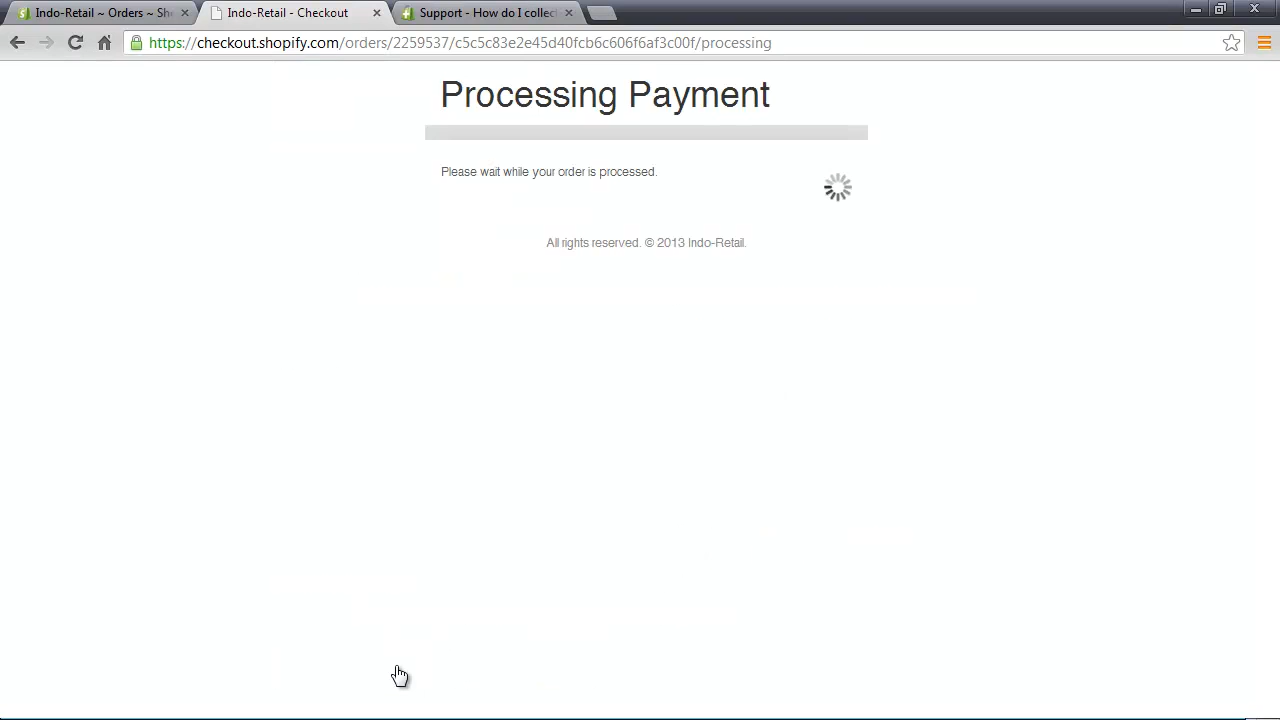 Indo-Retail ~ Orders ~ Sh
Indo-Retail - Checkout
Support - How do I collect
https://checkout.shopify.com/orders/2259537/c5c5c83e2e45d40fcb6c606f6af3c00f/processing
Processing Payment
Please wait while your order is processed.
All rights reserved. © 2013 Indo-Retail.